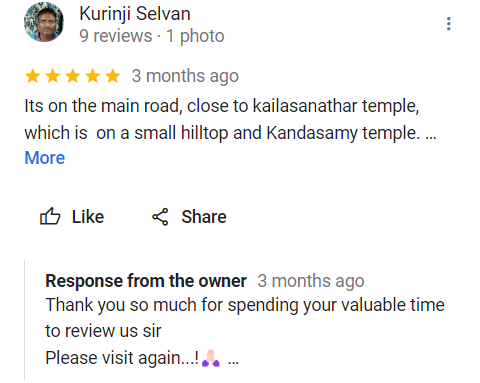 Kurinji Selvan
9 reviews · 1 photo
3 months ago
Its on the main road, close to kailasanathar temple,
which is on a small hilltop and Kandasamy temple. ...
More
Like
Share
Response from the owner 3 months ago
Thank you so much for spending your valuable time
to review us sir
Please visit again...!🙏🏻 ...